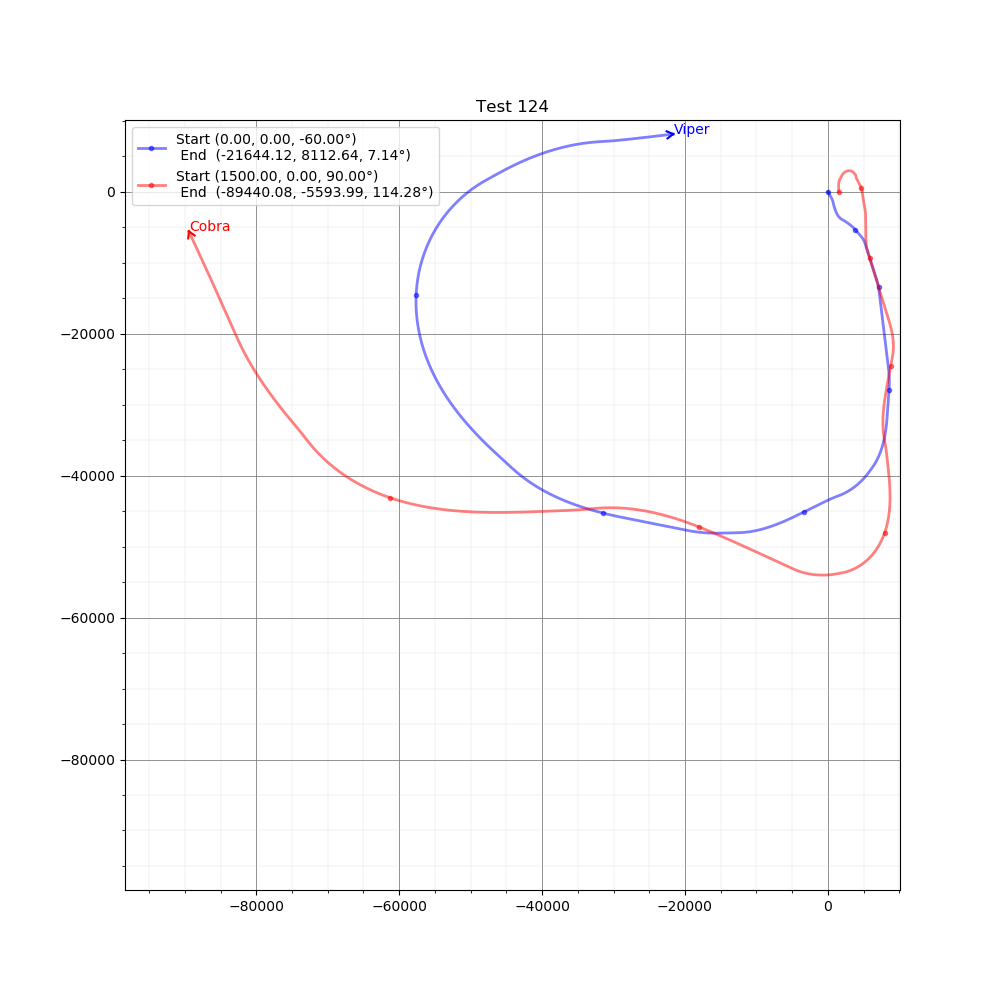 Test 124
Start (0.00, 0.00, -60.00°)
End  (-21644.12, 8112.64, 7.14°)
Start (1500.00, 0.00, 90.00°)
End  (-89440.08, -5593.99, 114.28°)
Viper
Cobra
0
−20000
−40000
−60000
−80000
−80000
−60000
−40000
−20000
0